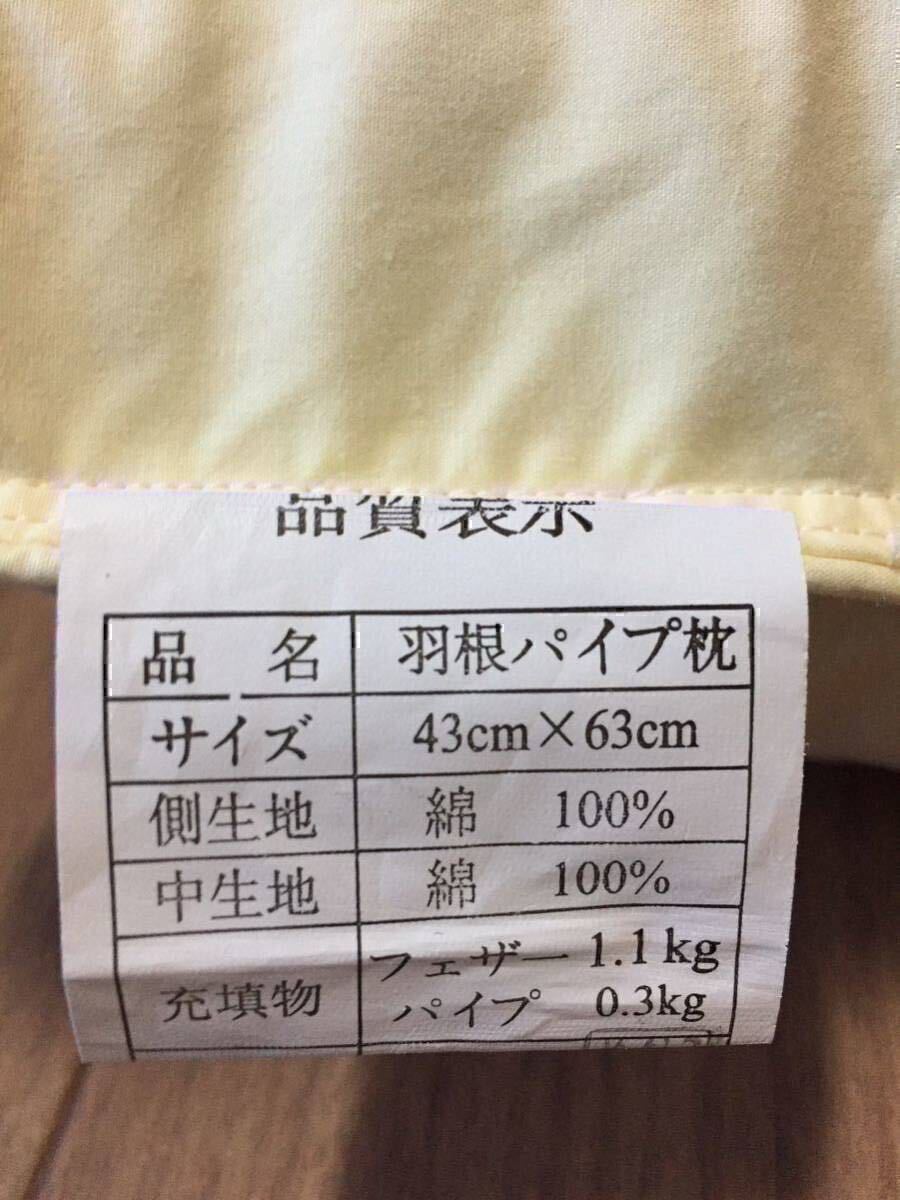 品質表示
品 名 羽根パイプ枕
サイズ 43cm×63cm
側生地 綿 100%
中生地 綿 100%
充填物 フェザー 1.1kg
パイプ 0.3kg